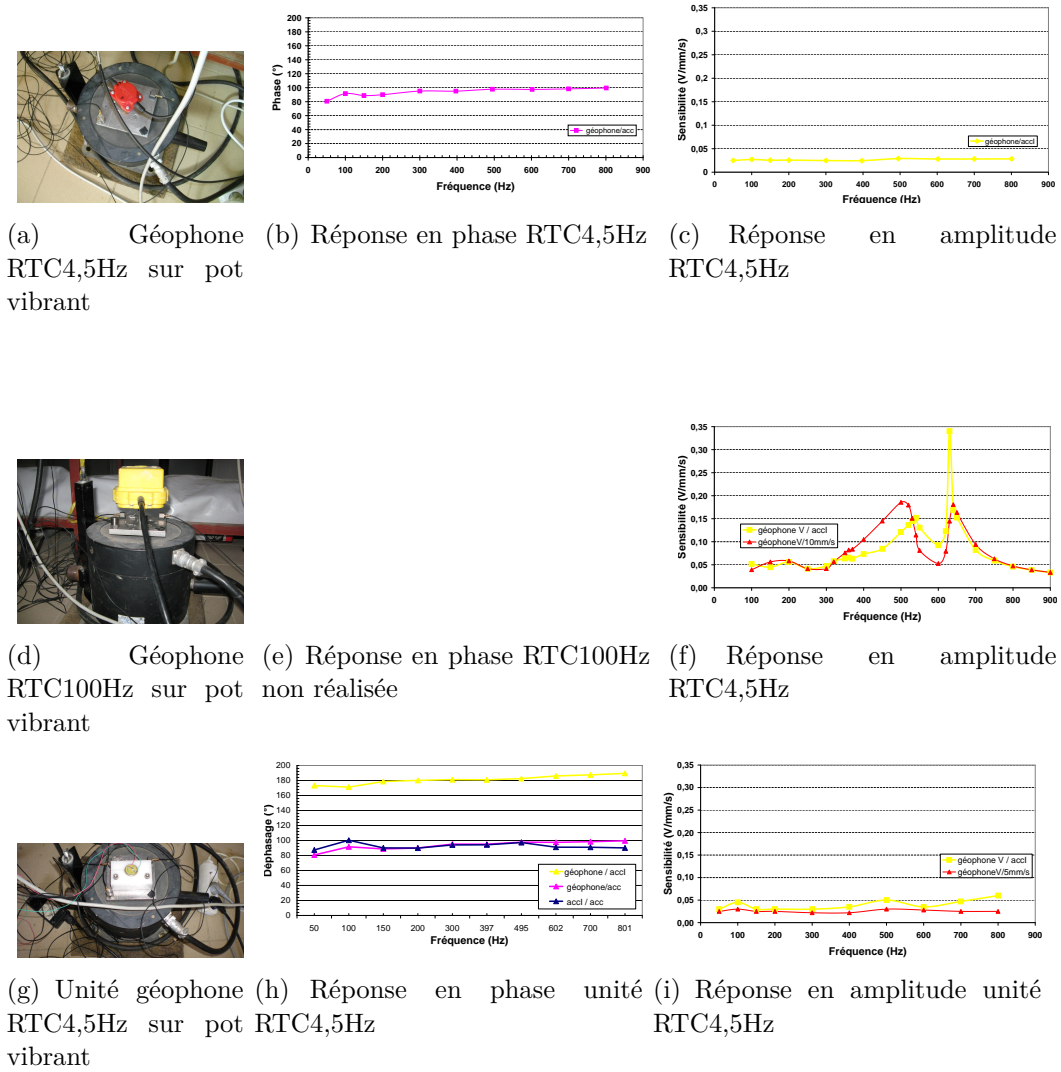 200
180
160
140
120
100
80
60
40
20
0
Phase (°)
géophone/acc
0 100 200 300 400 500 600 700 800 900
Fréquence (Hz)
0,35
0,3
0,25
0,2
0,15
0,1
0,05
0
Sensibilité (V/mm/s)
géophone/accl
0 100 200 300 400 500 600 700 800 900
Fréquence (Hz)
(a) Géophone
RTC4,5Hz sur pot
vibrant
(b) Réponse en phase RTC4,5Hz
(c) Réponse en amplitude
RTC4,5Hz
0,35
0,30
0,25
0,20
0,15
0,10
0,05
0,00
Sensibilité (V/mm/s)
géophone V / accl
géophoneV/10mm/s
0 100 200 300 400 500 600 700 800 900
Fréquence (Hz)
(d) Géophone
RTC100Hz sur pot
vibrant
(e) Réponse en phase RTC100Hz
non réalisée
(f) Réponse en amplitude
RTC4,5Hz
200
180
160
140
120
100
80
60
40
20
0
Déphasage (°)
géophone / accl
géophone/acc
accl / acc
50 100 150 200 300 397 495 602 700 801
Fréquence (Hz)
0,35
0,30
0,25
0,20
0,15
0,10
0,05
0,00
Sensibilité (V/mm/s)
géophone V / accl
géophoneV/5mm/s
0 100 200 300 400 500 600 700 800 900
Fréquence (Hz)
(g) Unité géophone
RTC4,5Hz sur pot
vibrant
(h) Réponse en phase unité
RTC4,5Hz
(i) Réponse en amplitude unité
RTC4,5Hz